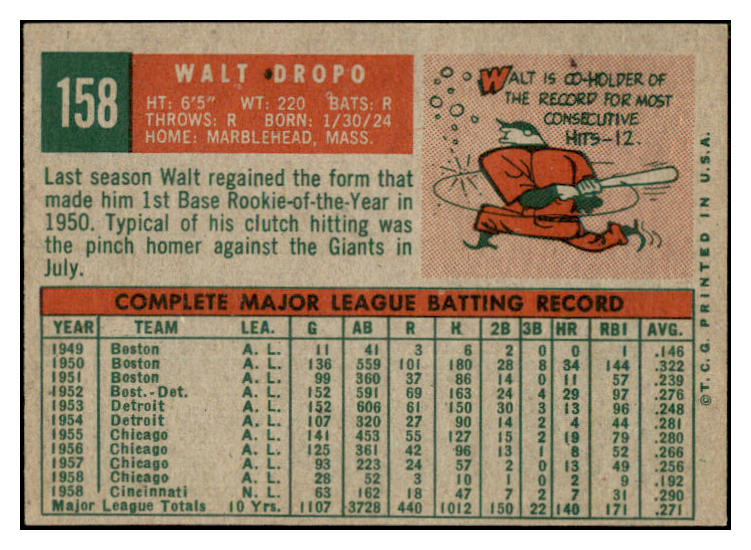 158
WALT DROPO
HT: 6'5" WT: 220 BATS: R
THROWS: R BORN: 1/30/24
HOME: MARBLEHEAD, MASS.
WALT IS CO-HOLDER OF
THE RECORD FOR MOST
CONSECUTIVE
HITS-12.
Last season Walt regained the form that
made him 1st Base Rookie-of-the-Year in
1950. Typical of his clutch hitting was
the pinch homer against the Giants in
July.
COMPLETE MAJOR LEAGUE BATTING RECORD
YEAR TEAM LEA. G AB R H 2B 3B HR RBI AVG.
1949 Boston A. L. 11 41 3 6 2 0 0 1 .146
1950 Boston A. L. 136 559 101 180 28 8 34 144 .322
1951 Boston A. L. 99 360 37 86 14 0 11 57 .239
1952 Bost.-Det. A. L. 152 591 69 163 24 4 29 97 .276
1953 Detroit A. L. 152 606 61 150 30 3 13 96 .248
1954 Detroit A. L. 107 320 27 90 14 2 4 44 .281
1955 Chicago A. L. 141 453 55 127 15 2 19 79 .280
1956 Chicago A. L. 125 361 42 96 13 1 8 52 .266
1957 Chicago A. L. 93 223 24 57 2 0 13 49 .256
1958 Chicago A. L. 28 52 3 10 1 0 2 9 .192
1958 Cincinnati N. L. 63 162 18 47 7 2 7 31 .290
Major League Totals 10 Yrs. 1107 3728 440 1012 150 22 140 171 .271
©T.C.G. PRINTED IN U.S.A.